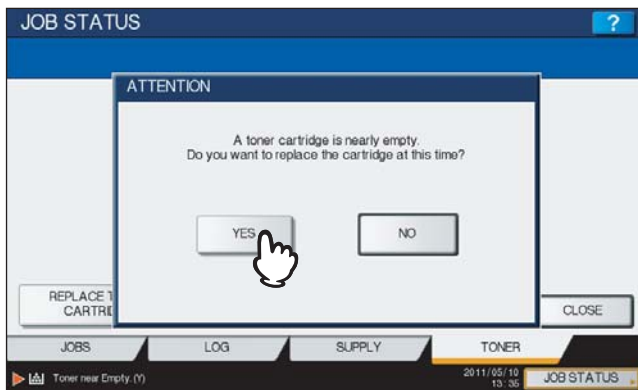 JOB STATUS
?
ATTENTION
A toner cartridge is nearly empty.
Do you want to replace the cartridge at this time?
YES
NO
REPLACE
CLOSE
JOBS
LOG
SUPPLY
TONER
Toner near Empty. (Y)
2011/05/10
13:35
JOB STATUS